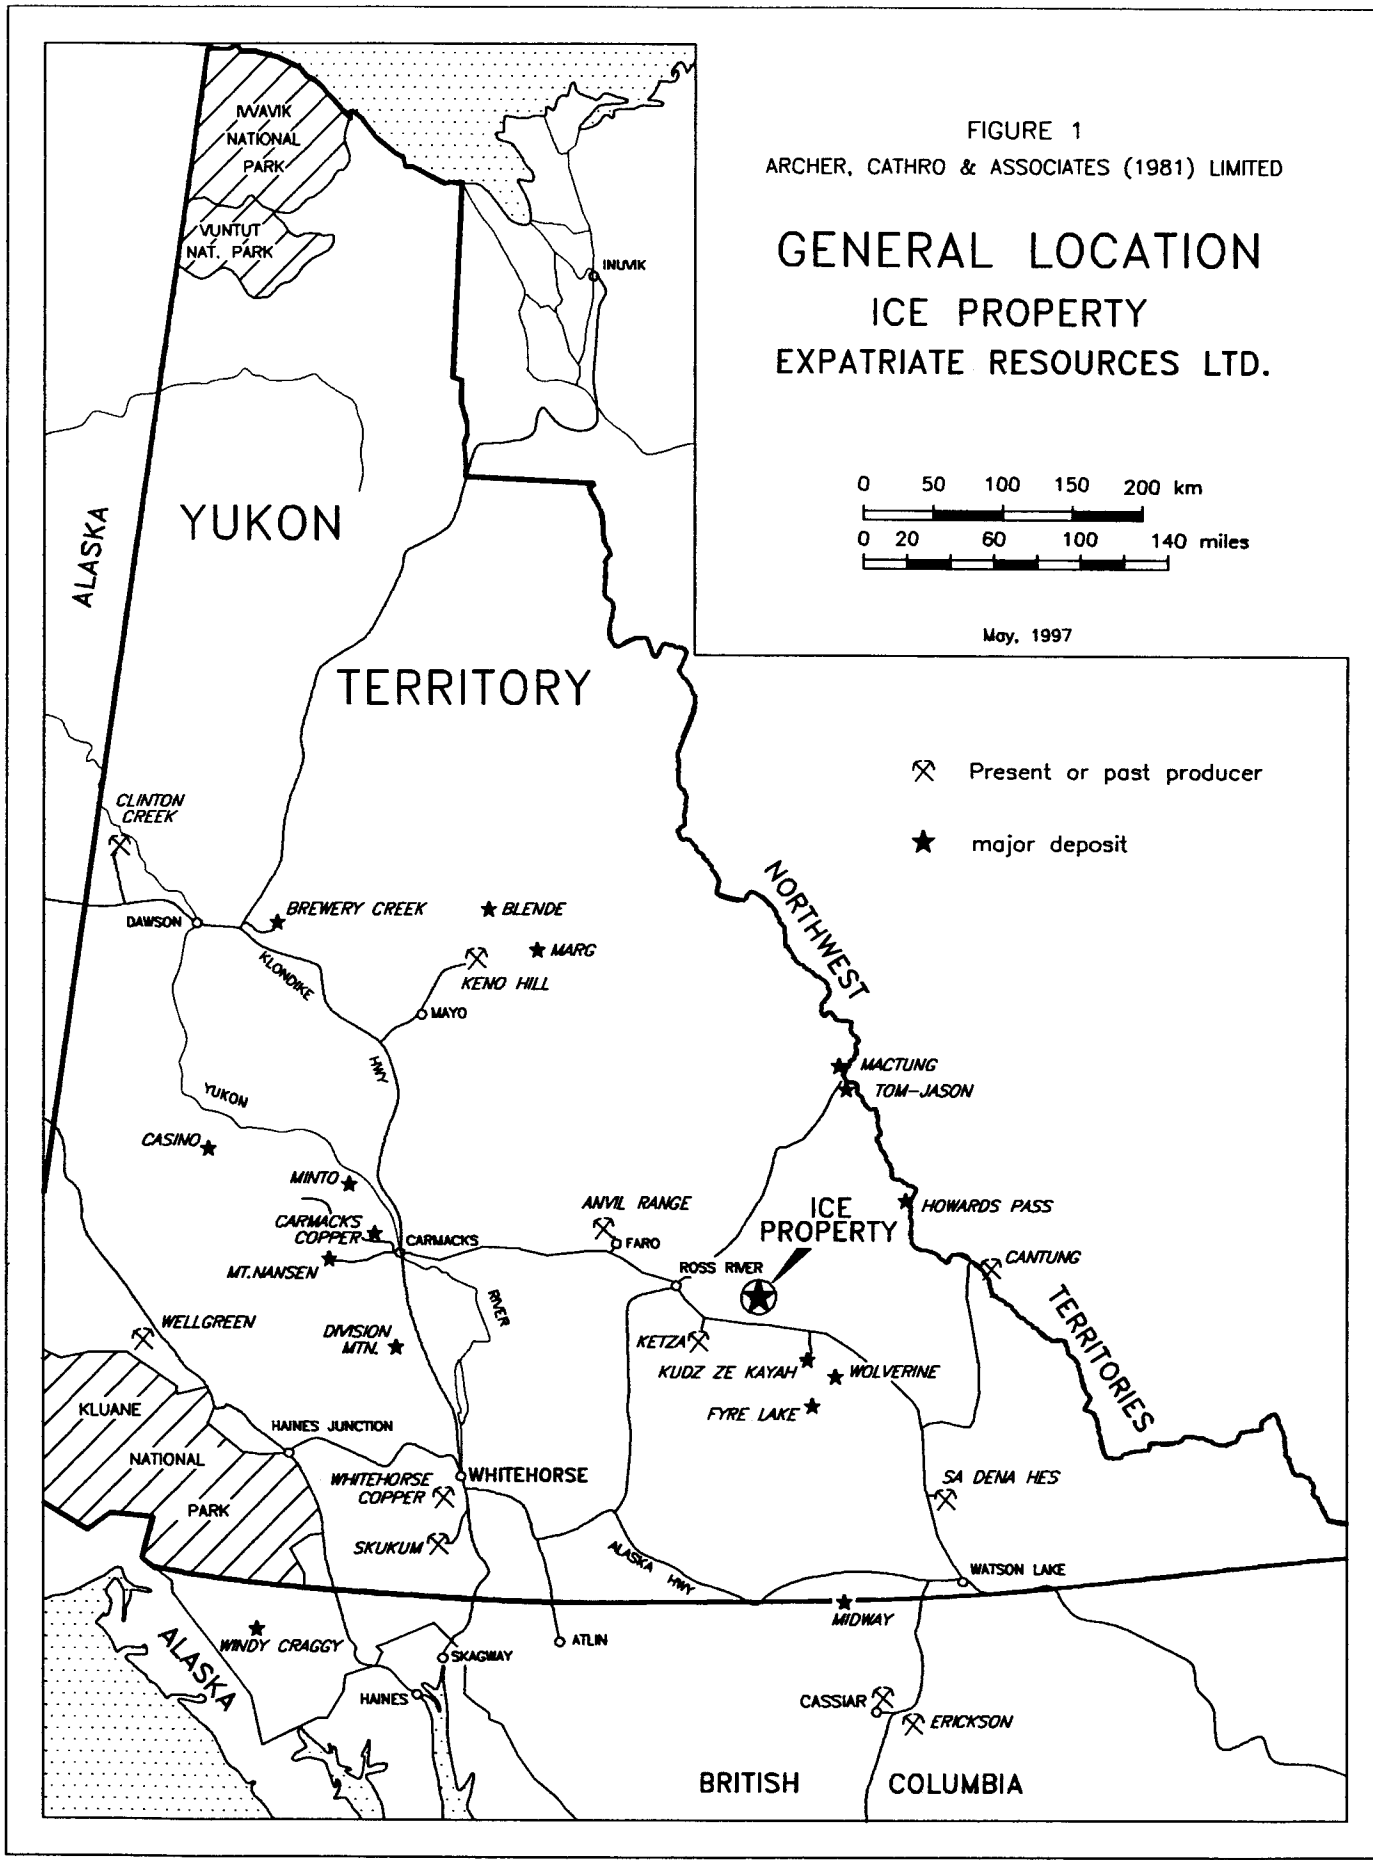 FIGURE 1
ARCHER, CATHRO & ASSOCIATES (1981) LIMITED
GENERAL LOCATION
ICE PROPERTY
EXPATRIATE RESOURCES LTD.
0 50 100 150 200 km
0 20 60 100 140 miles
May, 1997
Present or past producer
major deposit
IVVAVIK
NATIONAL
PARK
VUNTUT
NAT. PARK
INUVIK
ALASKA
YUKON
TERRITORY
CLINTON
CREEK
DAWSON
BREWERY CREEK
BLENDE
MARG
KENO HILL
KLONDIKE
HWY
MAYO
NORTHWEST
TERRITORIES
MACTUNG
TOM-JASON
YUKON
RIVER
CASINO
MINTO
CARMACKS
COPPER
CARMACKS
MT.NANSEN
ANVIL RANGE
FARO
ICE
PROPERTY
HOWARDS PASS
CANTUNG
ROSS RIVER
WELLGREEN
DIVISION
MTN.
KETZA
KUDZ ZE KAYAH
WOLVERINE
FYRE LAKE
KLUANE
NATIONAL
PARK
HAINES JUNCTION
WHITEHORSE
WHITEHORSE
COPPER
SKUKUM
SA DENA HES
ALASKA HWY
WATSON LAKE
MIDWAY
ALASKA
WINDY CRAGGY
SKAGWAY
ATLIN
HAINES
CASSIAR
ERICKSON
BRITISH COLUMBIA